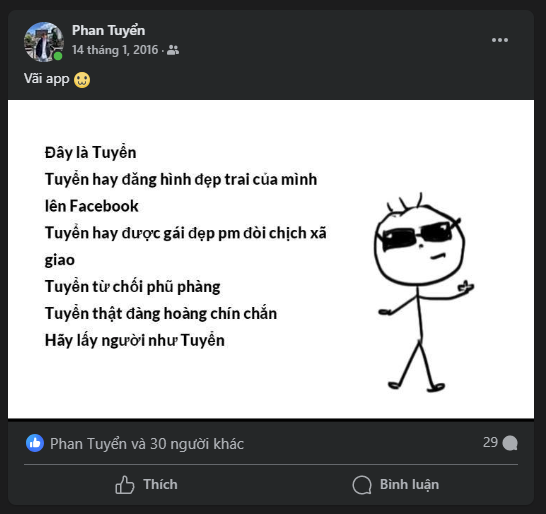 Phan Tuyển
14 tháng 1, 2016 ·
Vãi app
Đây là Tuyển
Tuyển hay đăng hình đẹp trai của mình
lên Facebook
Tuyển hay được gái đẹp pm đòi chịch xã
giao
Tuyển từ chối phũ phàng
Tuyển thật đàng hoàng chín chắn
Hãy lấy người như Tuyển
Phan Tuyển và 30 người khác
29
Thích
Bình luận